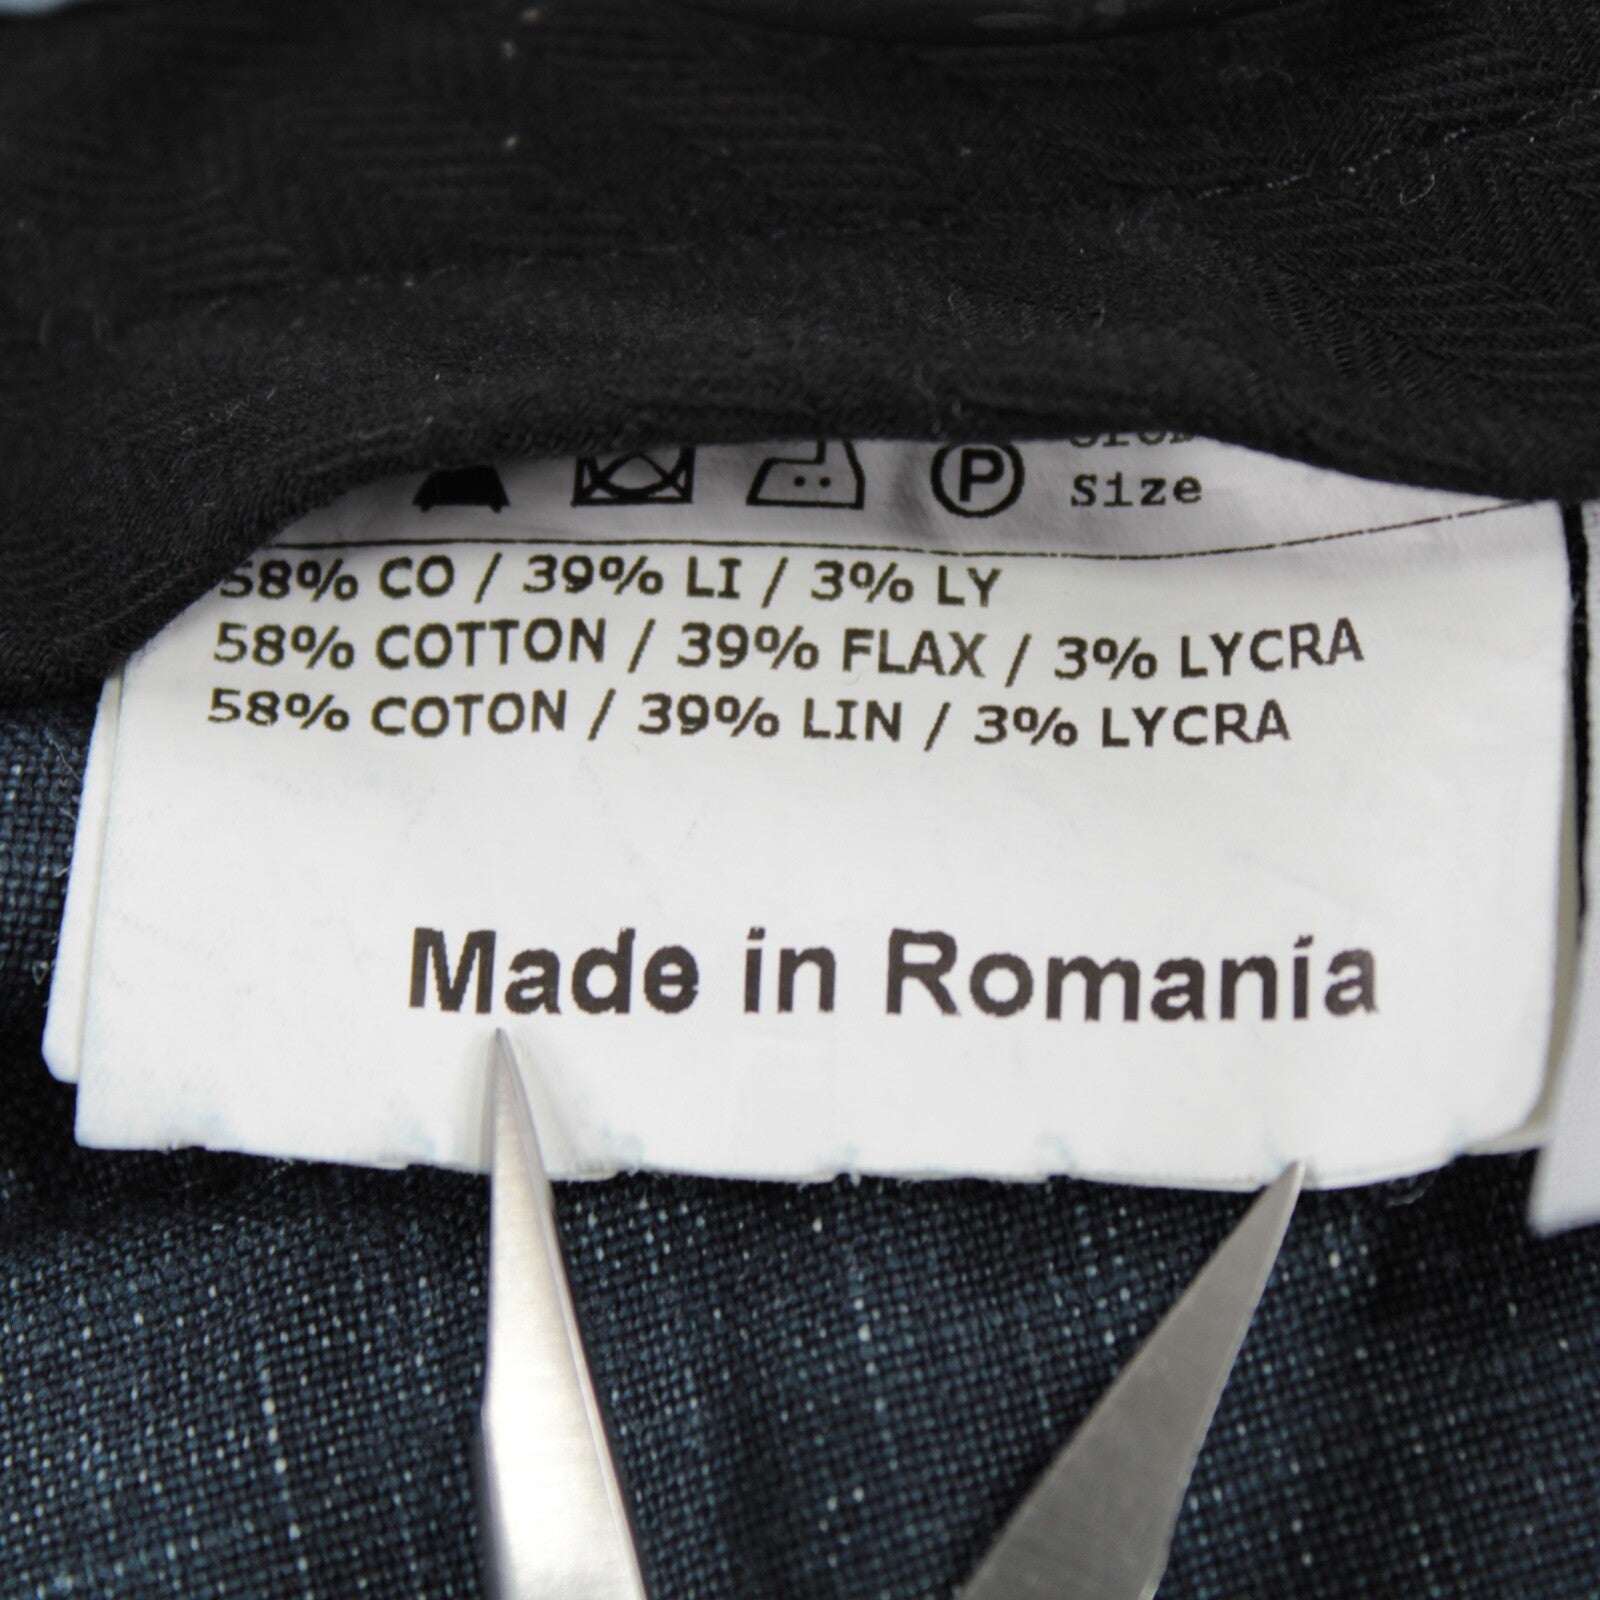 P
Size
58% CO / 39% LI / 3% LY
58% COTTON / 39% FLAX / 3% LYCRA
58% COTON / 39% LIN / 3% LYCRA
Made in Romania